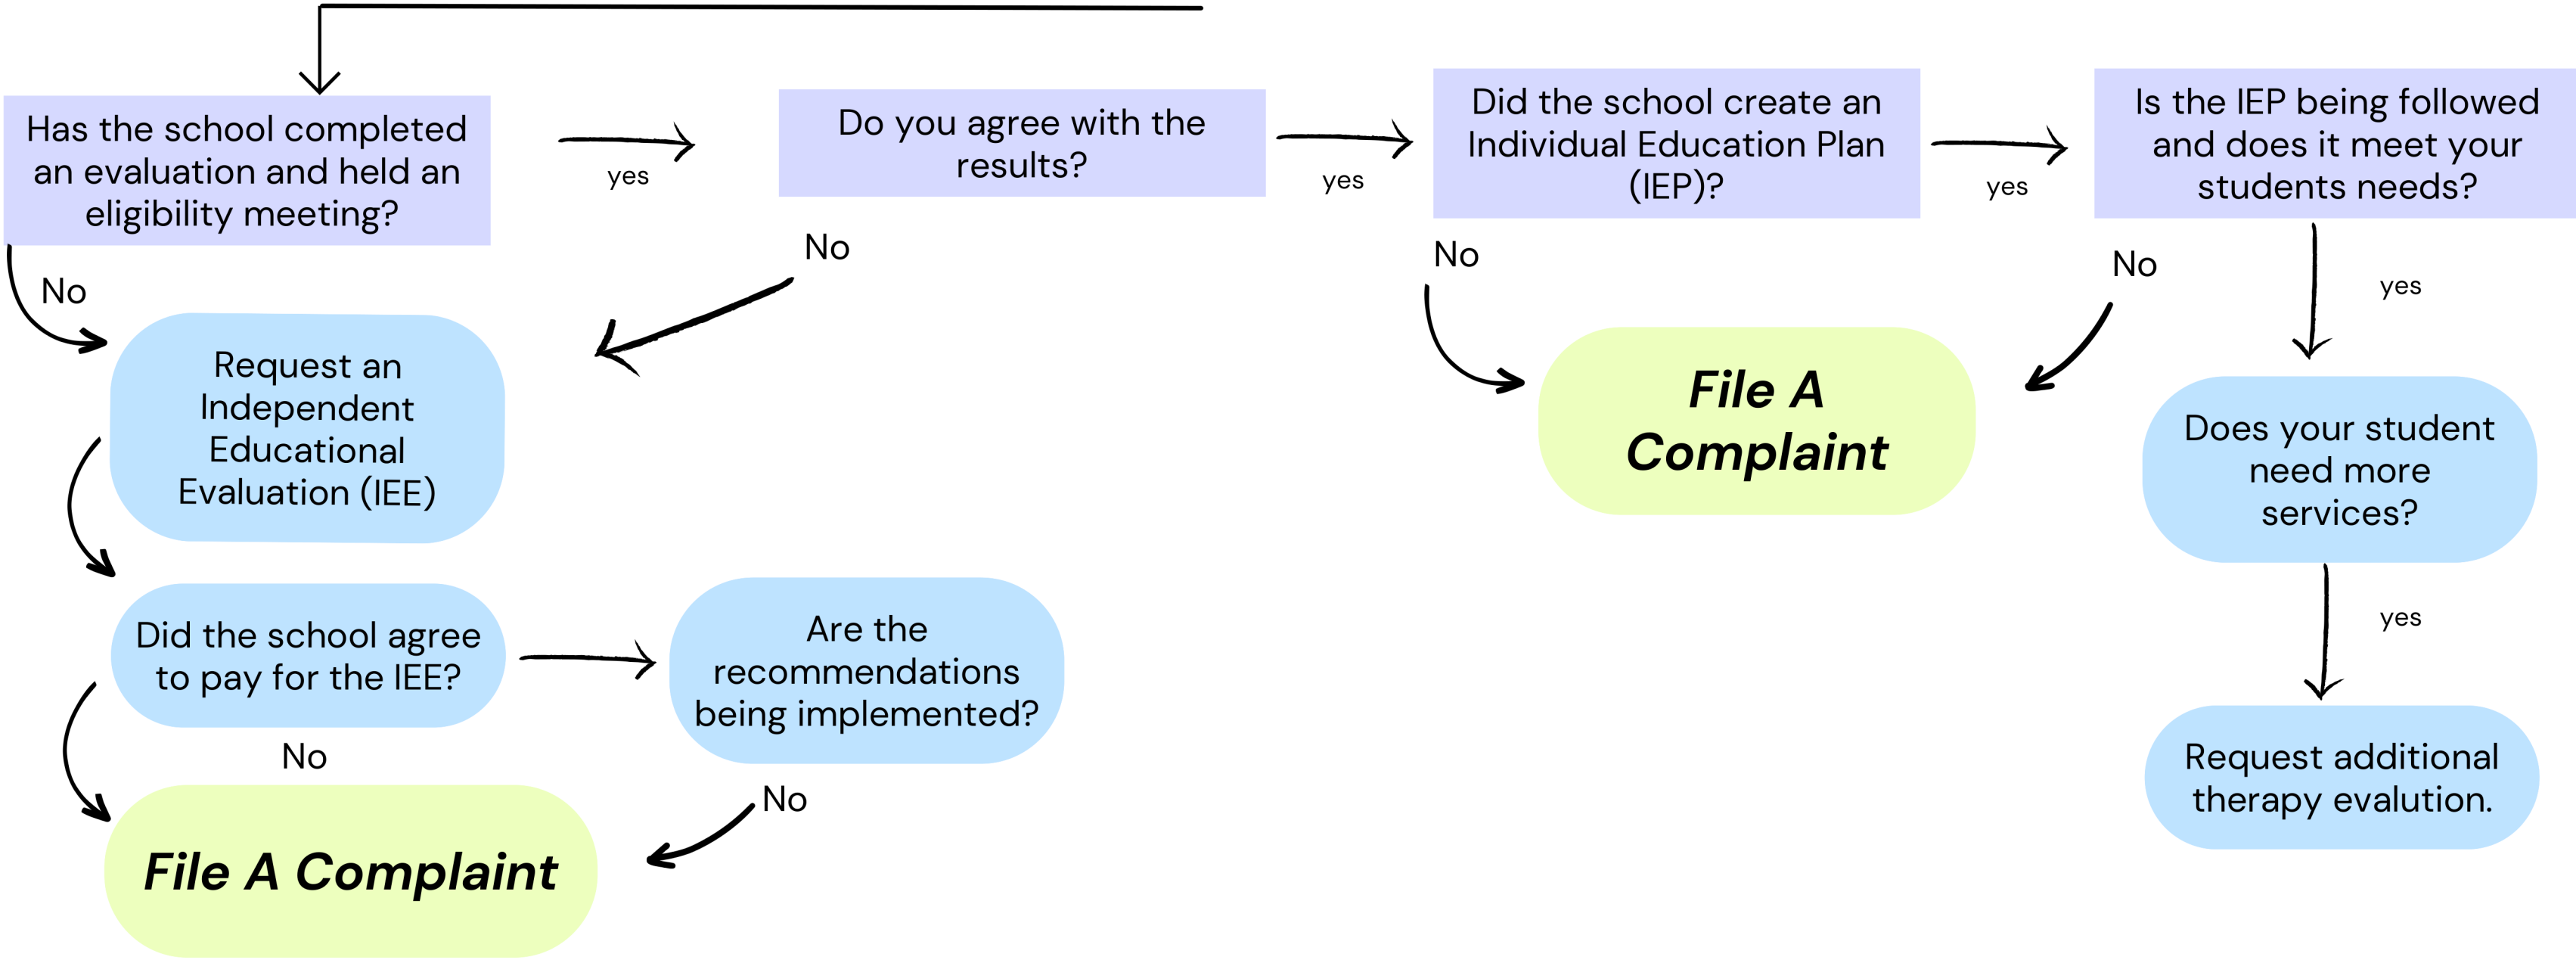 Has the school completed
an evaluation and held an
eligibility meeting?
yes
Do you agree with the
results?
yes
Did the school create an
Individual Education Plan
(IEP)?
yes
Is the IEP being followed
and does it meet your
students needs?
No
No
No
No
yes
Request an
Independent
Educational
Evaluation (IEE)
File A
Complaint
Does your student
need more
services?
yes
Did the school agree
to pay for the IEE?
Are the
recommendations
being implemented?
No
No
Request additional
therapy evalution.
File A Complaint